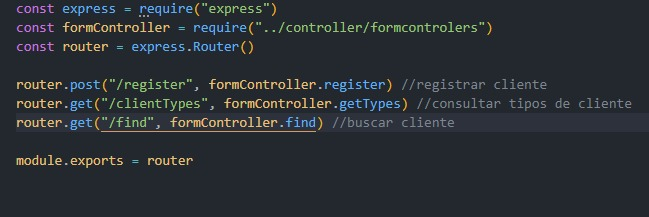 const express = require("express")
const formController = require("../controller/formcontrolers")
const router = express.Router()
router.post("/register", formController.register) //registrar cliente
router.get("/clientTypes", formController.getTypes) //consultar tipos de cliente
router.get("/find", formController.find) //buscar cliente
module.exports = router